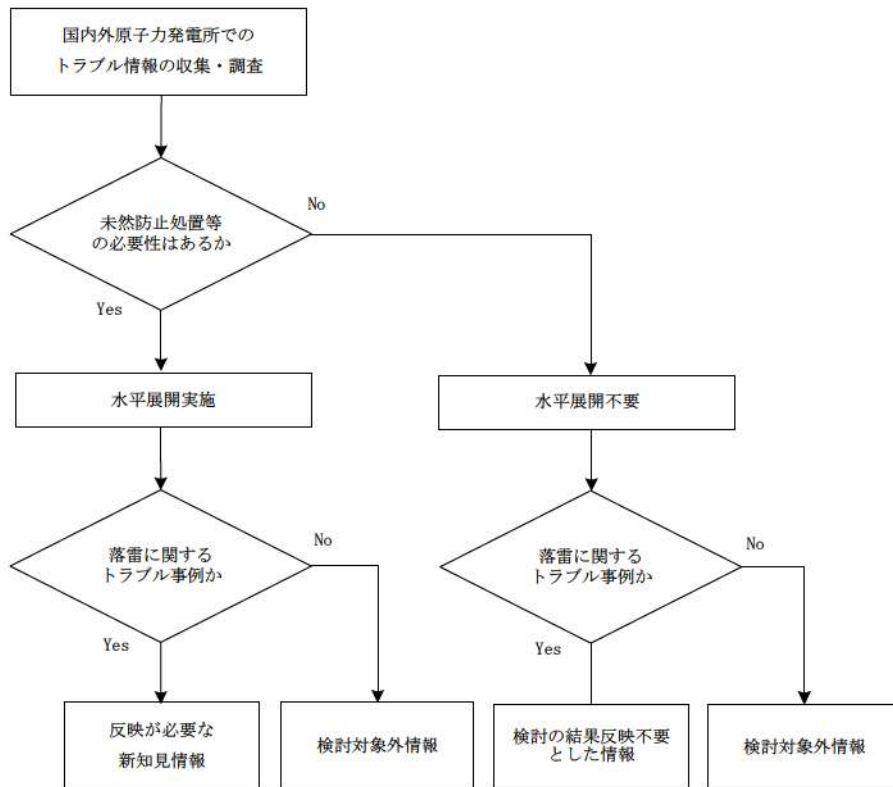 国内外原子力発電所での
トラブル情報の収集・調査
未然防止処置等
の必要性はあるか
No
Yes
水平展開実施
水平展開不要
落雷に関する
トラブル事例か
No
Yes
落雷に関する
トラブル事例か
No
Yes
反映が必要な
新知見情報
検討対象外情報
検討の結果反映不要
とした情報
検討対象外情報